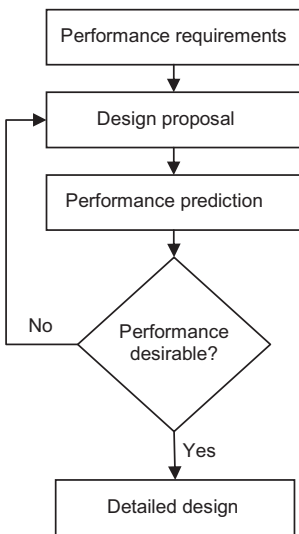 Performance requirements
Design proposal
Performance prediction
No
Performance
desirable?
Yes
Detailed design